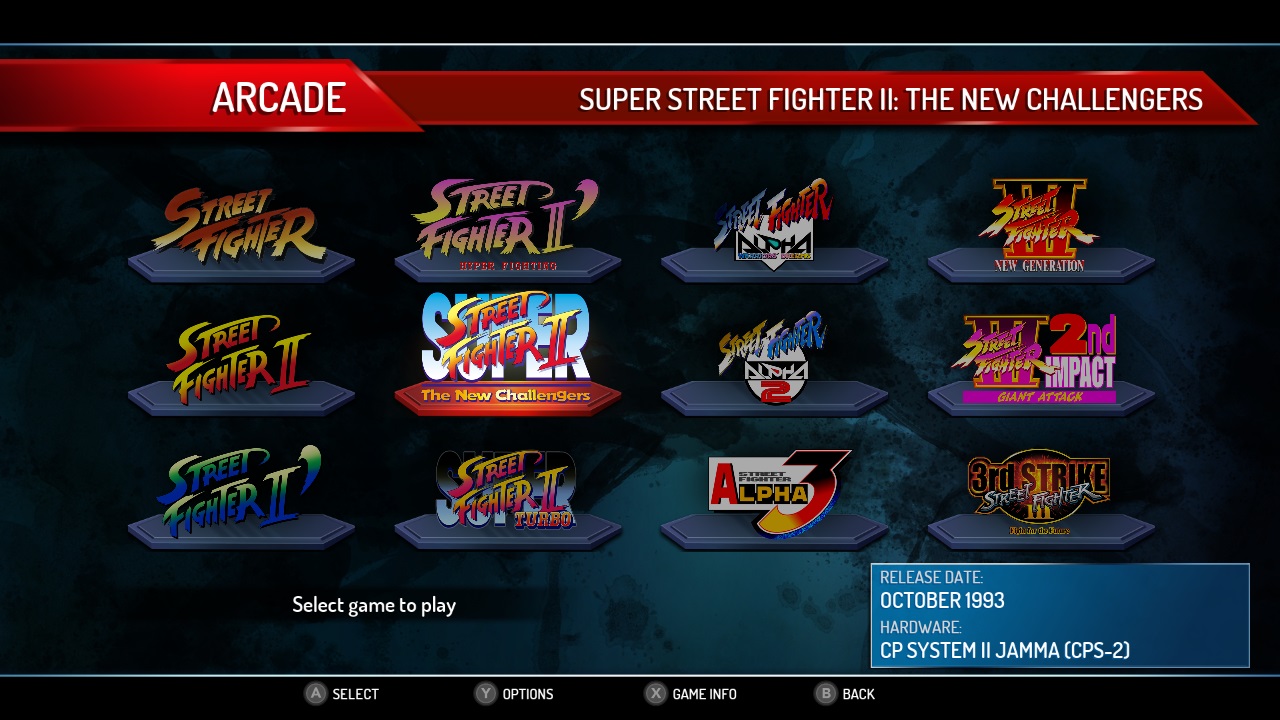 ARCADE
SUPER STREET FIGHTER II: THE NEW CHALLENGERS
STREET
FIGHTER
STREET
FIGHTER II'
HYPER FIGHTING
STREET FIGHTER
ALPHA
III
STREET
FIGHTER
NEW GENERATION
STREET
FIGHTER II
SUPER
STREET
FIGHTER II
The New Challengers
STREET FIGHTER
ALPHA
2
III
STREET
FIGHTER
2nd
IMPACT
GIANT ATTACK
STREET
FIGHTER II'
SUPER
STREET
FIGHTER II
TURBO
STREET
FIGHTER
ALPHA 3
3rd STRIKE
STREET FIGHTER
III
Fight for the Future
Select game to play
RELEASE DATE:
OCTOBER 1993
HARDWARE:
CP SYSTEM II JAMMA (CPS-2)
A SELECT
Y OPTIONS
X GAME INFO
B BACK